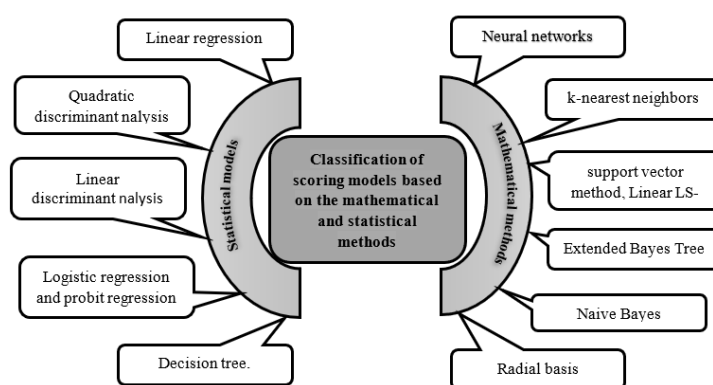 Linear regression
Quadratic
discriminant nalysis
Linear
discriminant nalysis
Logistic regression
and probit regression
Decision tree.
Statistical models
Classification of
scoring models based
on the mathematical
and statistical
methods
Mathematical methods
Neural networks
k-nearest neighbors
support vector
method, Linear LS-
Extended Bayes Tree
Naive Bayes
Radial basis